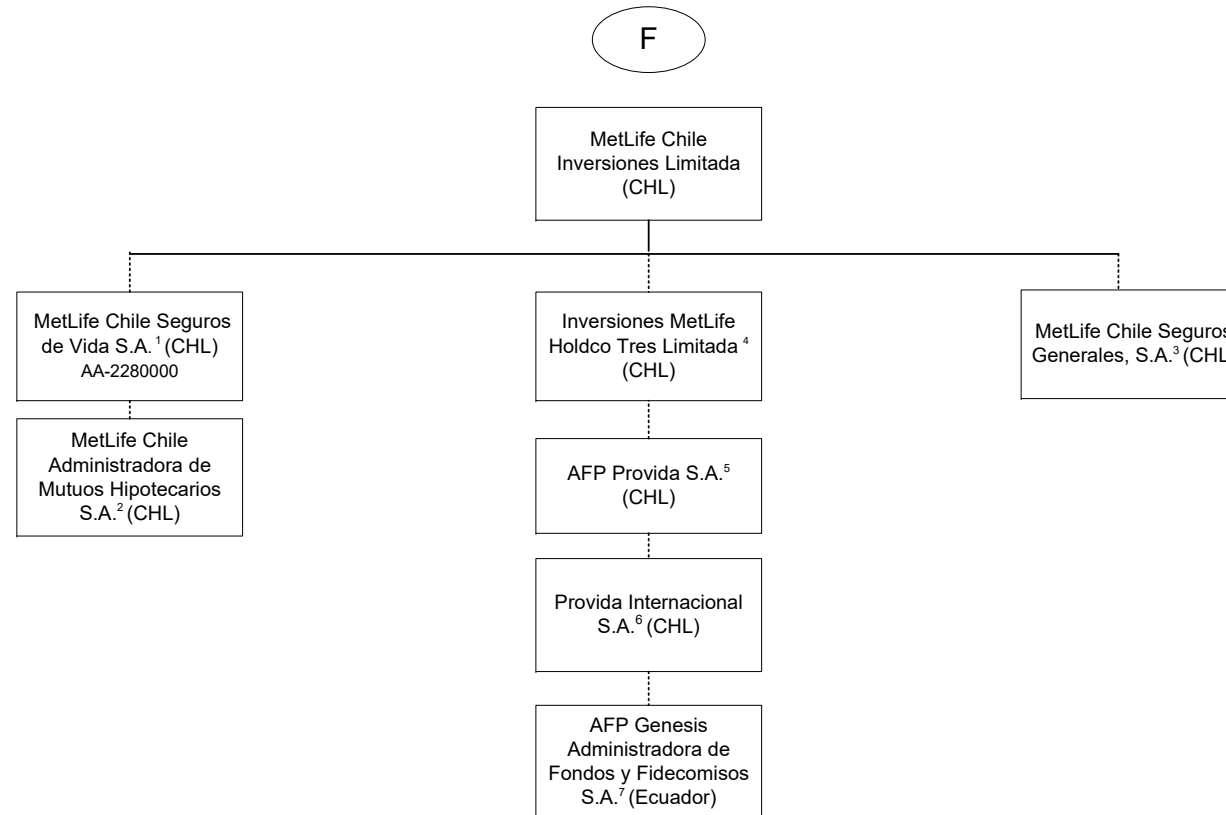 F
MetLife Chile
Inversiones Limitada
(CHL)
MetLife Chile Seguros
de Vida S.A.¹ (CHL)
AA-2280000
Inversiones MetLife
Holdco Tres Limitada ⁴
(CHL)
MetLife Chile Seguros
Generales, S.A.³ (CHL
MetLife Chile
Administradora de
Mutuos Hipotecarios
S.A.² (CHL)
AFP Provida S.A.⁵
(CHL)
Provida Internacional
S.A.⁶ (CHL)
AFP Genesis
Administradora de
Fondos y Fidecomisos
S.A.⁷ (Ecuador)